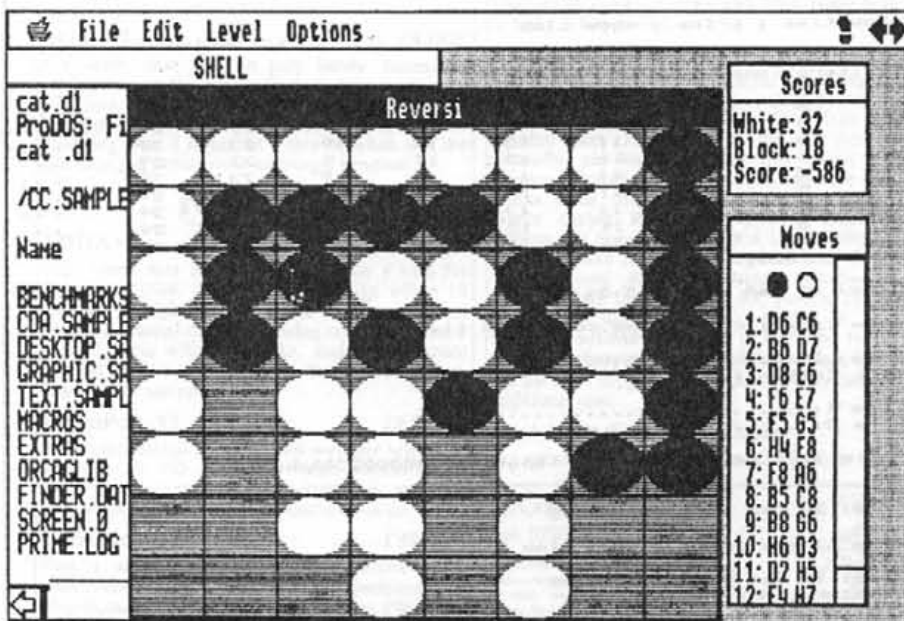 File Edit Level Options
SHELL
cat.d1
ProDOS: Fi
cat .d1
/CC.SAMPLE
Name
BENCHMARKS
CDA.SAMPLE
DESKTOP.SA
GRAPHIC.SA
TEXT.SAMPL
MACROS
EXTRAS
ORCAGLIB
FINDER.DAT
SCREEN.0
PRIME.LOG
Reversi
Scores
White: 32
Black: 18
Score: -586
Moves
1: D6 C6
2: B6 D7
3: D8 E6
4: F6 E7
5: F5 G5
6: H4 E8
7: F8 A6
8: B5 C8
9: B8 G6
10: H6 D3
11: D2 H5
12: F4 H7